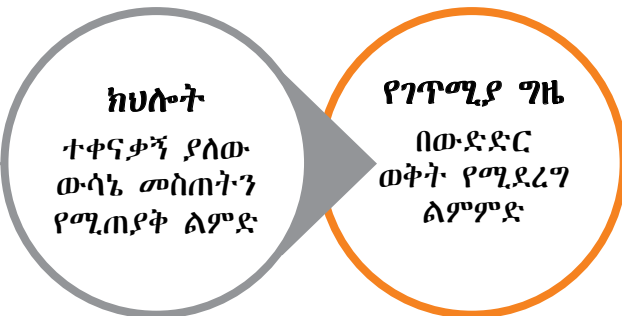 ክህሎት
ተቀናቃኝ ያለው
ውሳኔ መስጠትን
የሚጠያቅ ልምድ
የገጥሚያ ግዜ
በውድድር
ወቅት የሚደረግ
ልምምድ